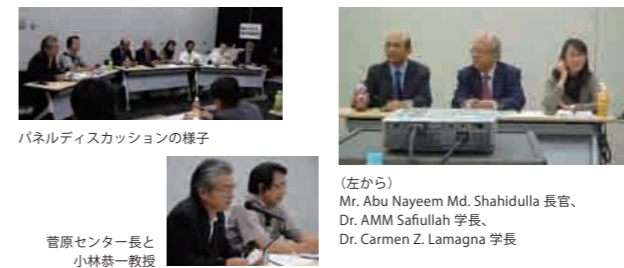 パネルディスカッションの様子
菅原センター長と
小林恭一教授
（左から）
Mr. Abu Nayeem Md. Shahidulla 長官、
Dr. AMM Safiullah 学長、
Dr. Carmen Z. Lamagna 学長